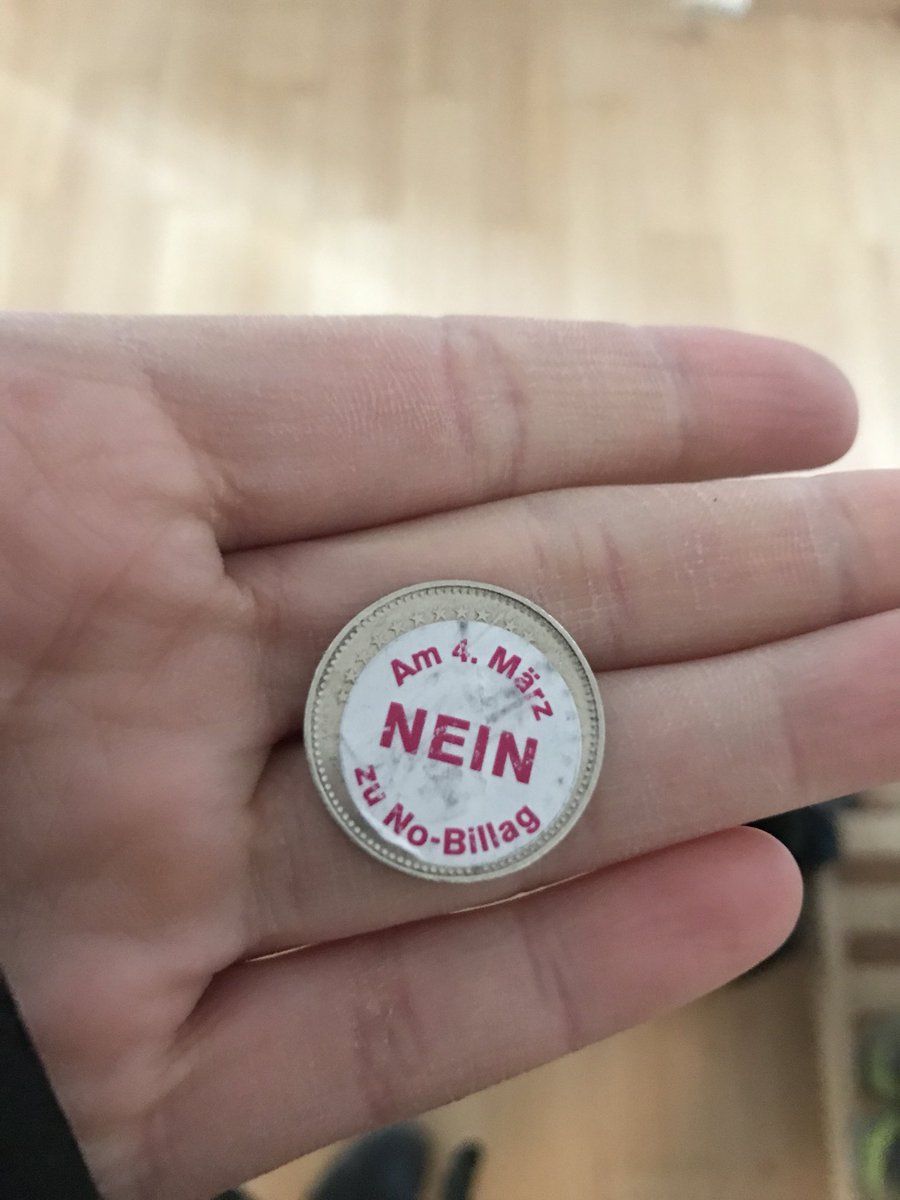 Am 4. März
NEIN
zu No-Billag